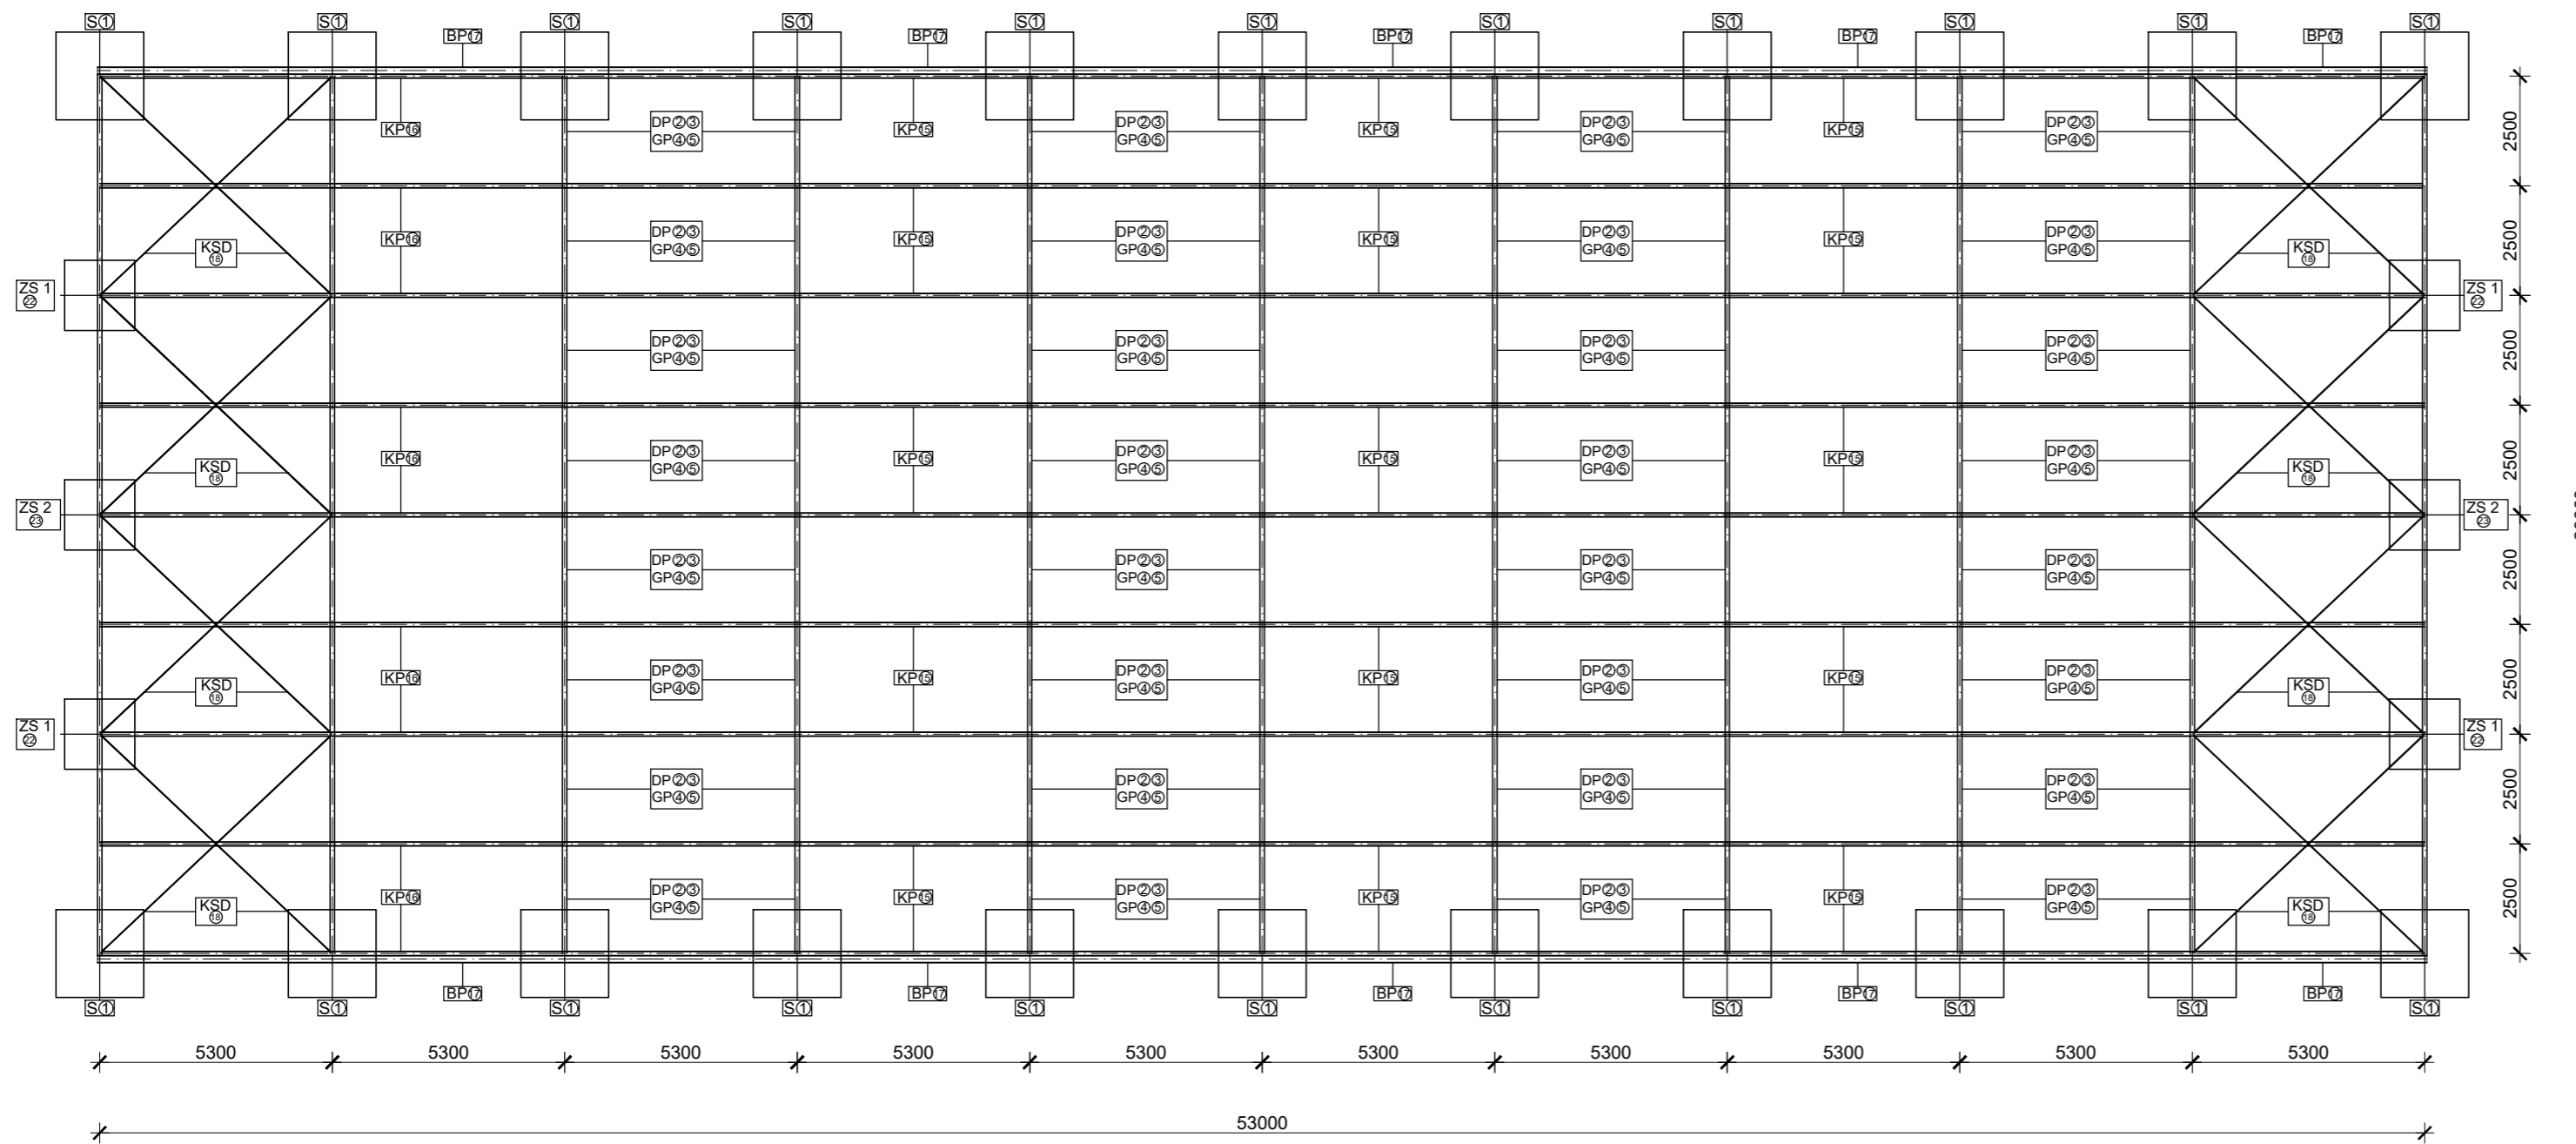 S① S① S① S① S① S① S① S① S① S① S①
BP⑰ BP⑰ BP⑰ BP⑰ BP⑰
DP②③ DP②③ DP②③ DP②③
KP⑯ KP⑮ KP⑮ KP⑮ 2500
GP④⑤ GP④⑤ GP④⑤ GP④⑤
DP②③ DP②③ DP②③ DP②③
KP⑯ KP⑮ KP⑮ KP⑮ 2500
KSD GP④⑤ GP④⑤ GP④⑤ GP④⑤ KSD
⑱ ⑱
ZS 1 ZS 1
㉒ ㉒
DP②③ DP②③ DP②③ DP②③ 2500
GP④⑤ GP④⑤ GP④⑤ GP④⑤
DP②③ DP②③ DP②③ DP②③
KP⑯ KP⑮ KP⑮ KP⑮ 2500
KSD GP④⑤ GP④⑤ GP④⑤ GP④⑤ KSD
⑱ ⑱
ZS 2 ZS 2
㉓ ㉓
DP②③ DP②③ DP②③ DP②③ 2500
GP④⑤ GP④⑤ GP④⑤ GP④⑤
DP②③ DP②③ DP②③ DP②③
KP⑯ KP⑮ KP⑮ KP⑮ 2500
KSD GP④⑤ GP④⑤ GP④⑤ GP④⑤ KSD
⑱ ⑱
ZS 1 ZS 1
㉒ ㉒
DP②③ DP②③ DP②③ DP②③ 2500
GP④⑤ GP④⑤ GP④⑤ GP④⑤
DP②③ DP②③ DP②③ DP②③
KP⑯ KP⑮ KP⑮ KP⑮ 2500
KSD GP④⑤ GP④⑤ GP④⑤ GP④⑤ KSD
⑱ ⑱
BP⑰ BP⑰ BP⑰ BP⑰ BP⑰
S① S① S① S① S① S① S① S① S① S① S①
5300 5300 5300 5300 5300 5300 5300 5300 5300 5300
53000